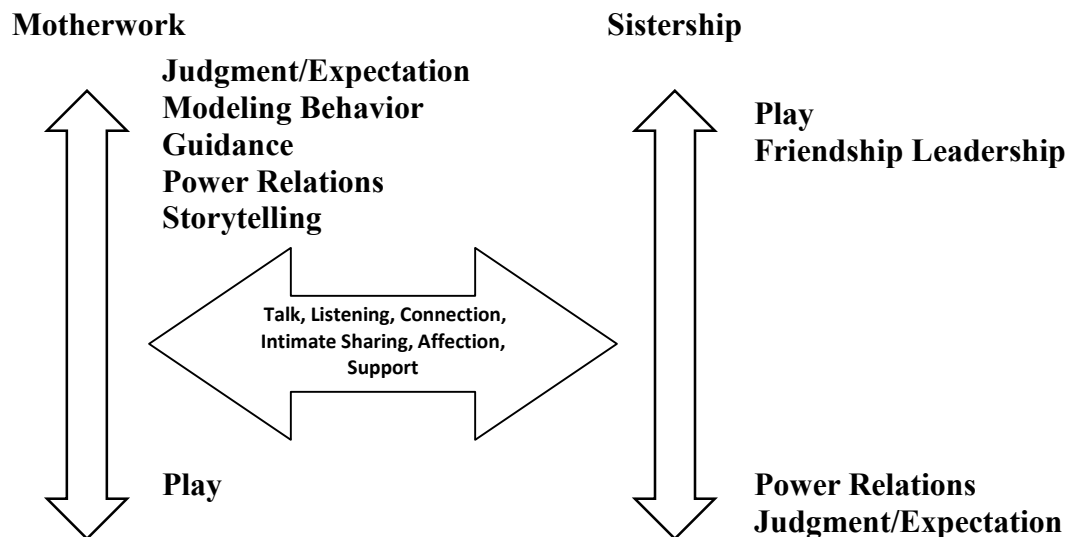 Motherwork
Judgment/Expectation
Modeling Behavior
Guidance
Power Relations
Storytelling
Talk, Listening, Connection,
Intimate Sharing, Affection,
Support
Play
Sistership
Play
Friendship Leadership
Power Relations
Judgment/Expectation